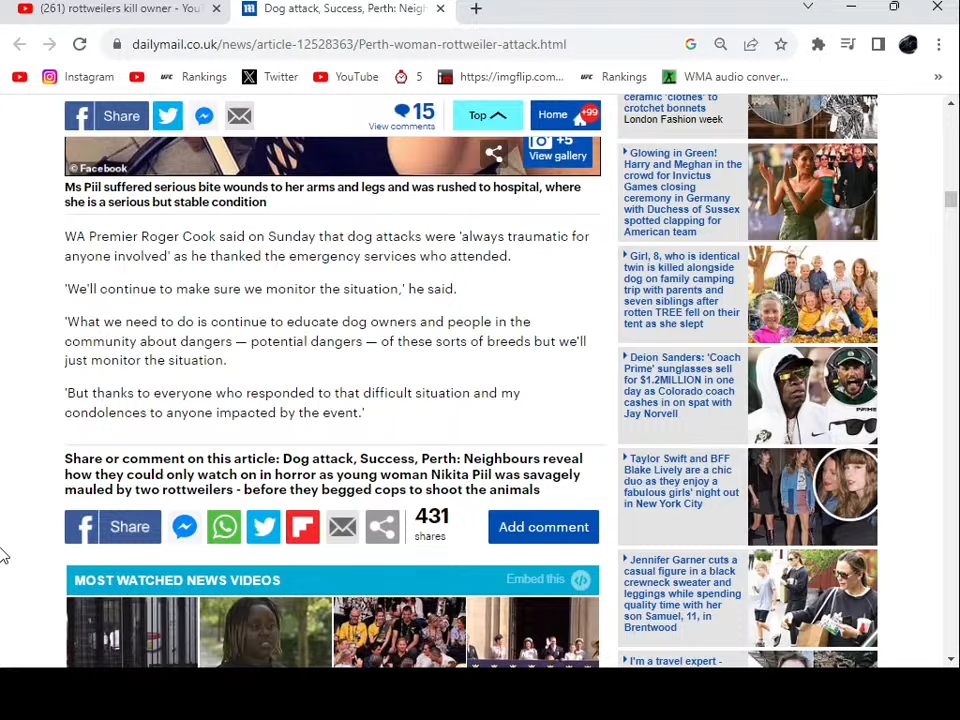 (261) rottweilers kill owner - You
Dog attack, Success, Perth: Neigh
dailymail.co.uk/news/article-12528363/Perth-woman-rottweiler-attack.html
Instagram
UFC Rankings
Twitter
YouTube
5
https://imgflip.com...
UFC Rankings
WMA audio conver...
»
Share
15
View comments
Top
Home
+99
© Facebook
+5
View gallery
Ms Piil suffered serious bite wounds to her arms and legs and was rushed to hospital, where
she is a serious but stable condition
WA Premier Roger Cook said on Sunday that dog attacks were 'always traumatic for
anyone involved' as he thanked the emergency services who attended.
'We'll continue to make sure we monitor the situation,' he said.
'What we need to do is continue to educate dog owners and people in the
community about dangers — potential dangers — of these sorts of breeds but we'll
just monitor the situation.
'But thanks to everyone who responded to that difficult situation and my
condolences to anyone impacted by the event.'
Share or comment on this article: Dog attack, Success, Perth: Neighbours reveal
how they could only watch on in horror as young woman Nikita Piil was savagely
mauled by two rottweilers - before they begged cops to shoot the animals
Share
431
shares
Add comment
MOST WATCHED NEWS VIDEOS
Embed this
ceramic 'clothes' to
crotchet bonnets
London Fashion week
Glowing in Green!
Harry and Meghan in the
crowd for Invictus
Games closing
ceremony in Germany
with Duchess of Sussex
spotted clapping for
American team
Girl, 8, who is identical
twin is killed alongside
dog on family camping
trip with parents and
seven siblings after
rotten TREE fell on their
tent as she slept
Deion Sanders: 'Coach
Prime' sunglasses sell
for $1.2MILLION in one
day as Colorado coach
cashes in on spat with
Jay Norvell
Taylor Swift and BFF
Blake Lively are a chic
duo as they enjoy a
fabulous girls' night out
in New York City
Jennifer Garner cuts a
casual figure in a black
crewneck sweater and
leggings while spending
quality time with her
son Samuel, 11, in
Brentwood
I'm a travel expert -